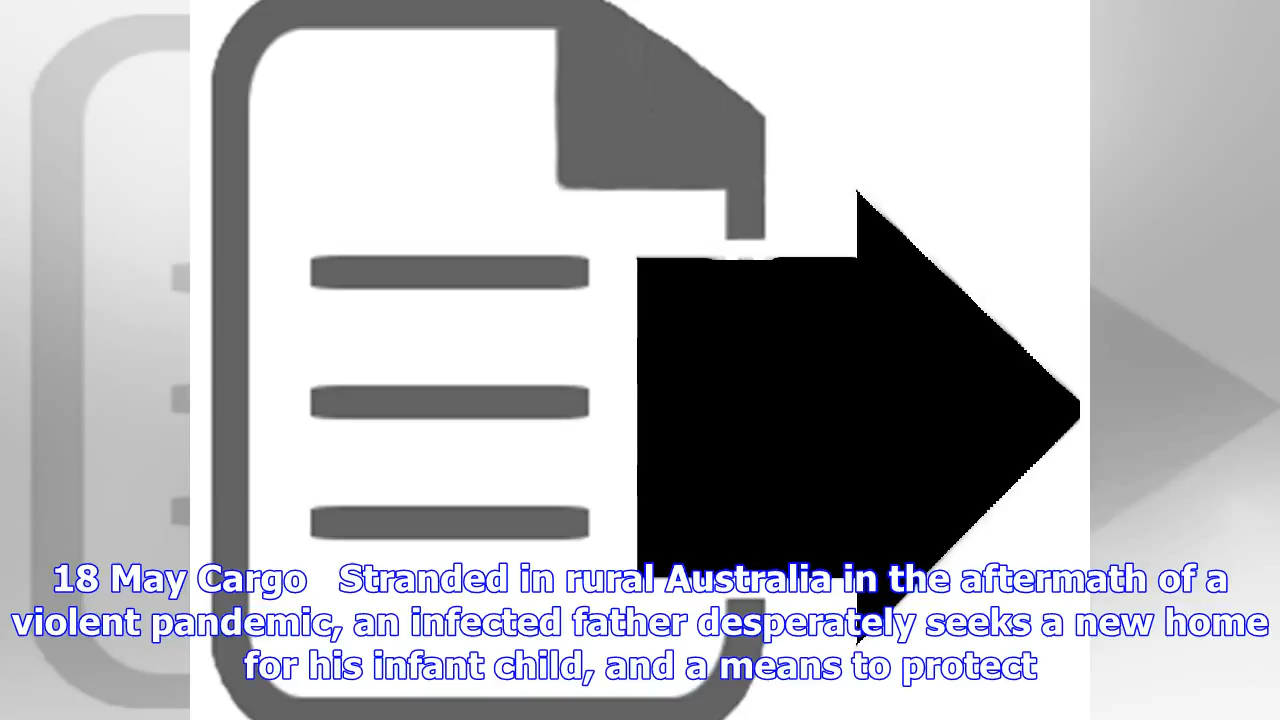 18 May Cargo   Stranded in rural Australia in the aftermath of a
violent pandemic, an infected father desperately seeks a new home
for his infant child, and a means to protect